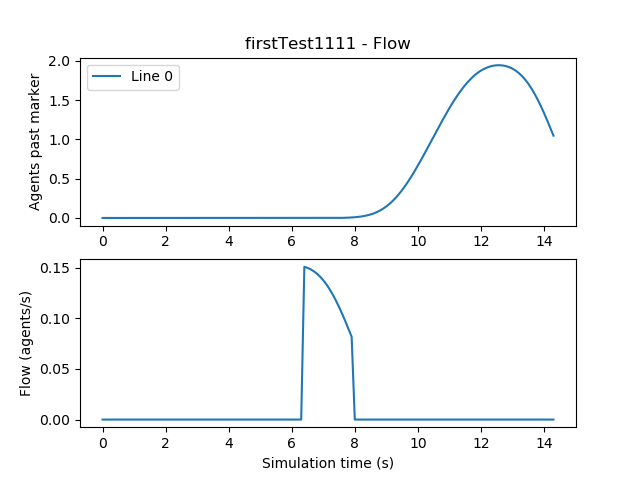 firstTest1111 - Flow
Line 0
Agents past marker
2.0
1.5
1.0
0.5
0.0
0 2 4 6 8 10 12 14
Flow (agents/s)
0.15
0.10
0.05
0.00
0 2 4 6 8 10 12 14
Simulation time (s)